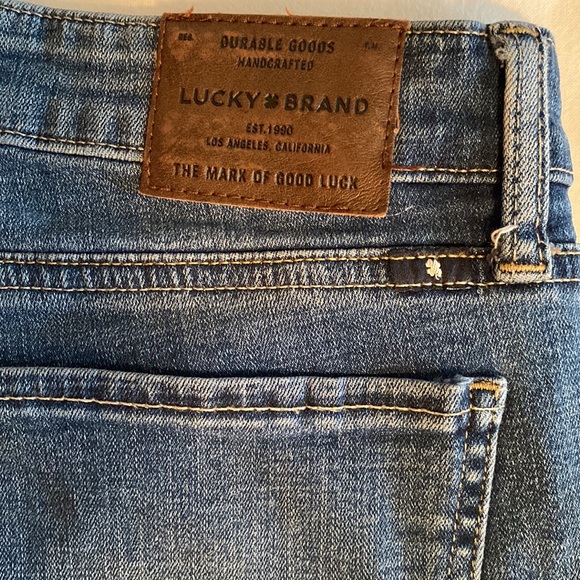 DURABLE GOODS
HANDCRAFTED
LUCKY BRAND
EST. 1990
LOS ANGELES, CALIFORNIA
THE MARK OF GOOD LUCK